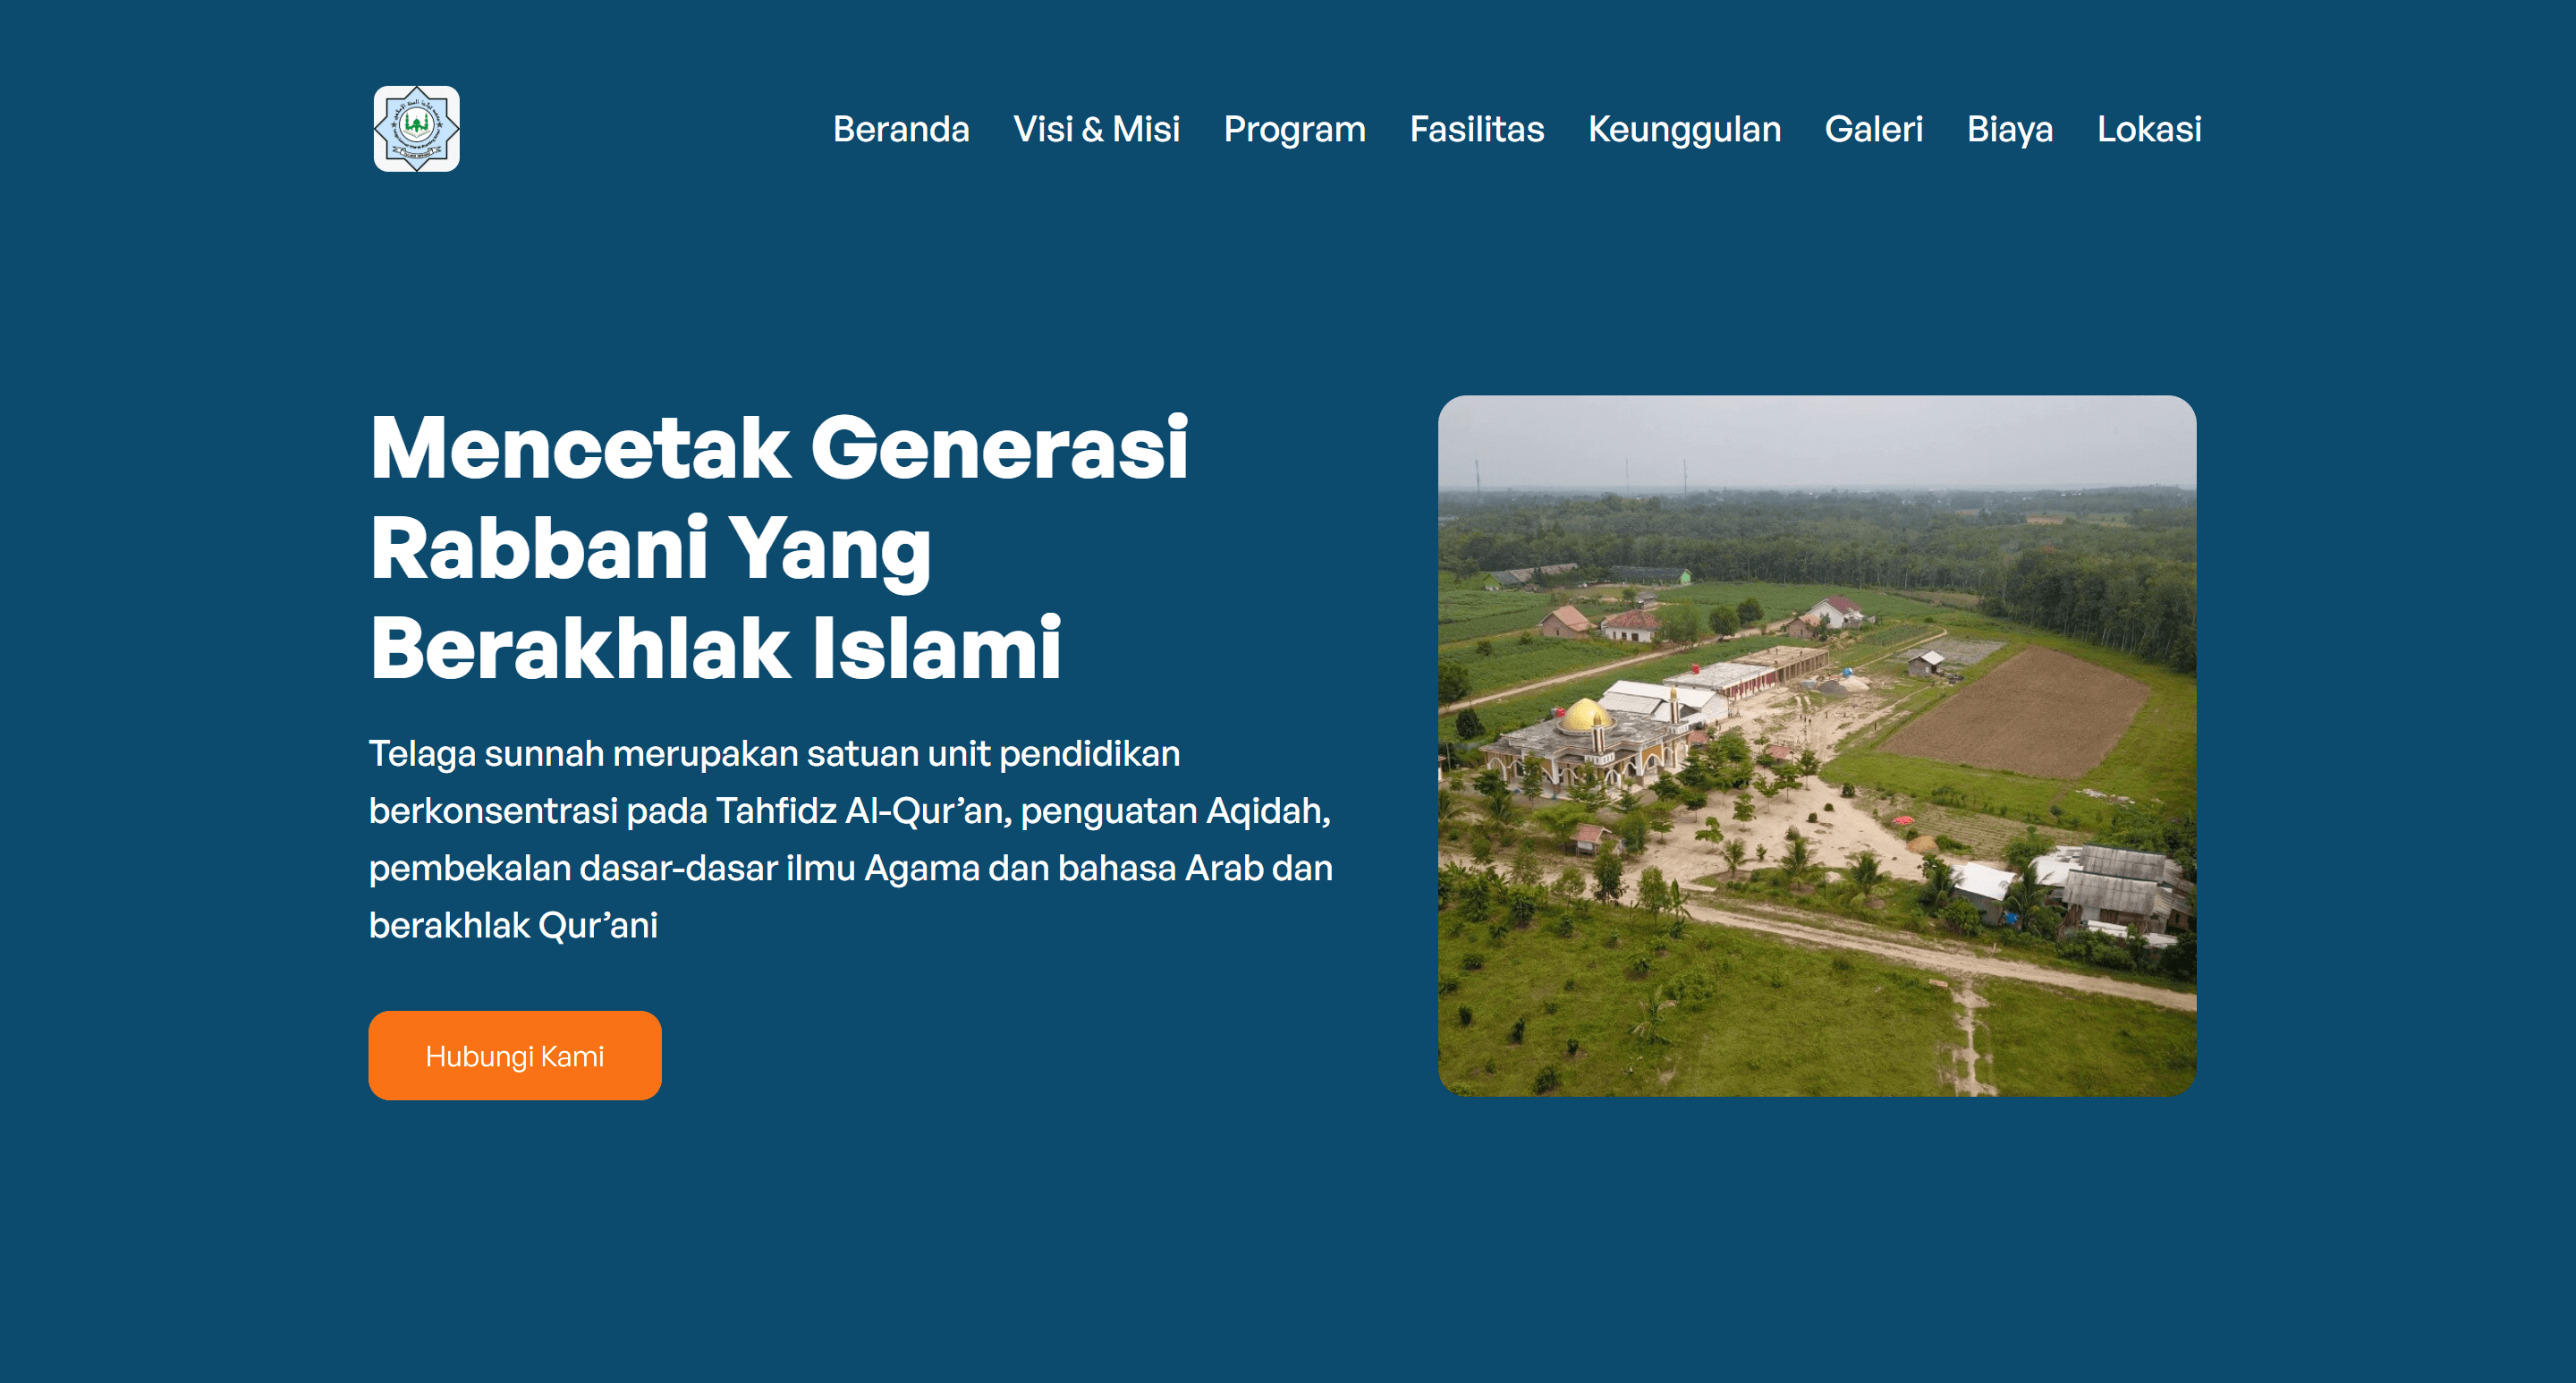 Beranda Visi & Misi Program Fasilitas Keunggulan Galeri Biaya Lokasi
Mencetak Generasi
Rabbani Yang
Berakhlak Islami
Telaga sunnah merupakan satuan unit pendidikan
berkonsentrasi pada Tahfidz Al-Qur’an, penguatan Aqidah,
pembekalan dasar-dasar ilmu Agama dan bahasa Arab dan
berakhlak Qur’ani
Hubungi Kami